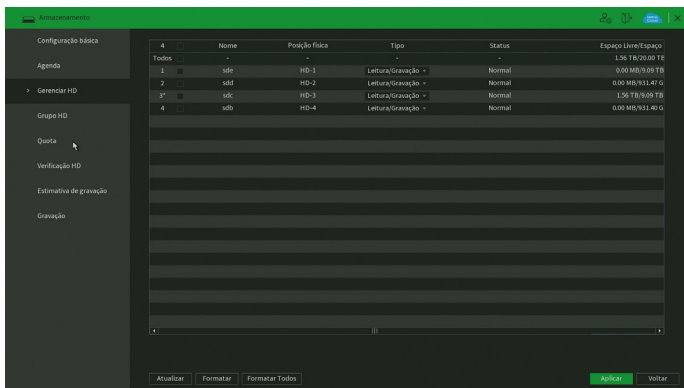 Armazenamento
Configuração básica
Agenda
Gerenciar HD
Grupo HD
Quota
Verificação HD
Estimativa de gravação
Gravação
4 Nome Posição física Tipo Status Espaço Livre/Espaço
Todos - - - - 1.56 TB/20.00 TB
1 sde HD-1 Leitura/Gravação Normal 0.00 MB/9.09 TB
2 sdd HD-2 Leitura/Gravação Normal 0.00 MB/931.47 G
3* sdc HD-3 Leitura/Gravação Normal 1.56 TB/9.09 TB
4 sdb HD-4 Leitura/Gravação Normal 0.00 MB/931.40 G
Atualizar Formatar Formatar Todos Aplicar Voltar